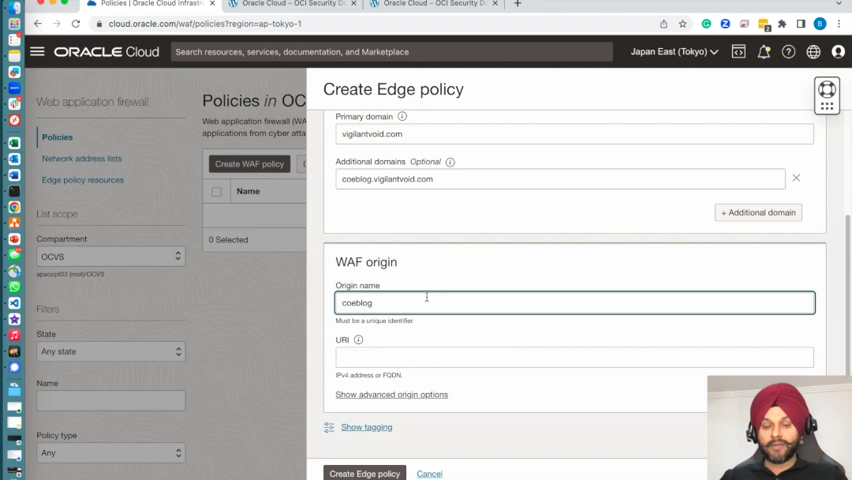 Policies | Oracle Cloud Infrast
Oracle Cloud – OCI Security D
Oracle Cloud – OCI Security D
cloud.oracle.com/waf/policies?region=ap-tokyo-1
ORACLE Cloud
Search resources, services, documentation, and Marketplace
Japan East (Tokyo)
Web application firewall
Policies
Network address lists
Edge policy resources
List scope
Compartment
OCVS
apaccpt03 (root)/OCVS
Filters
State
Any state
Name
Policy type
Any
Policies in OC
Web application firewall (WA
applications from cyber atta
Create WAF policy
D
Name
0 Selected
Create Edge policy
Primary domain
vigilantvoid.com
Additional domains Optional
coeblog.vigilantvoid.com
+ Additional domain
WAF origin
Origin name
coeblog
Must be a unique identifier.
URI
IPv4 address or FQDN.
Show advanced origin options
Show tagging
Create Edge policy
Cancel